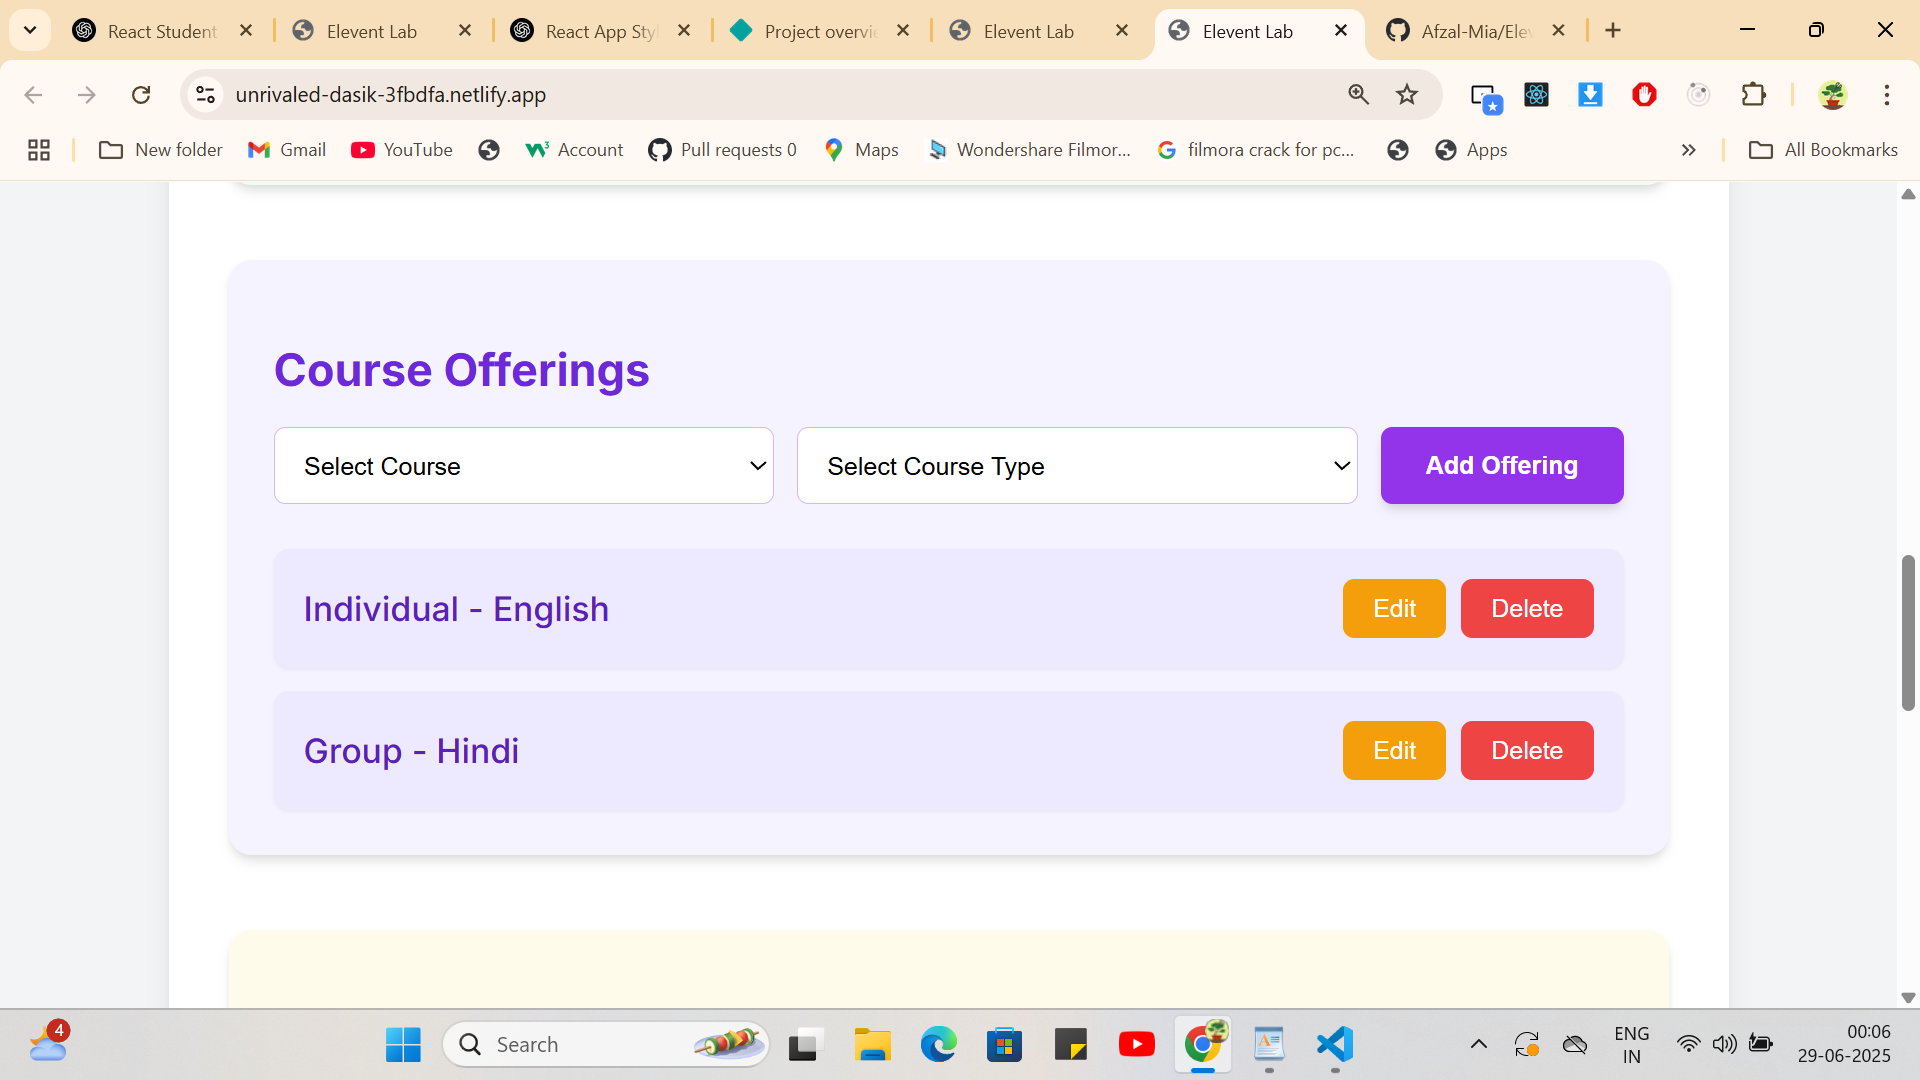 React Student
Elevent Lab
React App Sty
Project overvie
Elevent Lab
Elevent Lab
Afzal-Mia/Elev
unrivaled-dasik-3fbdfa.netlify.app
New folder
Gmail
YouTube
Account
Pull requests 0
Maps
Wondershare Filmor...
filmora crack for pc...
Apps
All Bookmarks
Course Offerings
Select Course
Select Course Type
Add Offering
Individual - English
Edit
Delete
Group - Hindi
Edit
Delete
4
Search
ENG
IN
00:06
29-06-2025